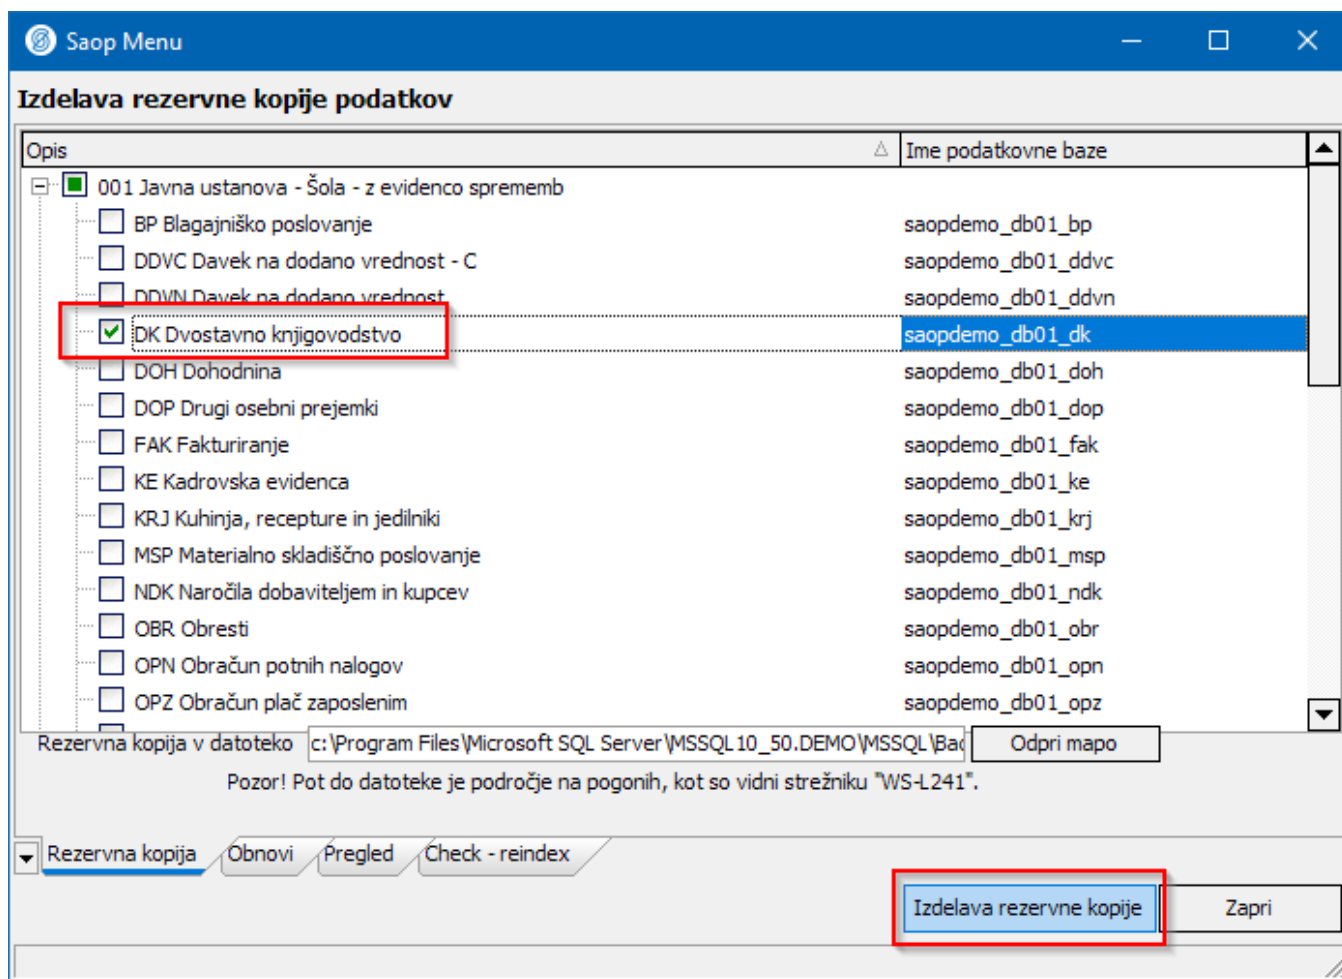 Saop Menu
Izdelava rezervne kopije podatkov
Opis Ime podatkovne baze
001 Javna ustanova - Šola - z evidenco sprememb
BP Blagajniško poslovanje saopdemo_db01_bp
DDVC Davek na dodano vrednost - C saopdemo_db01_ddvc
DDVN Davek na dodano vrednost saopdemo_db01_ddvn
DK Dvostavno knjigovodstvo saopdemo_db01_dk
DOH Dohodnina saopdemo_db01_doh
DOP Drugi osebni prejemki saopdemo_db01_dop
FAK Fakturiranje saopdemo_db01_fak
KE Kadrovska evidenca saopdemo_db01_ke
KRJ Kuhinja, recepture in jedilniki saopdemo_db01_krj
MSP Materialno skladiščno poslovanje saopdemo_db01_msp
NDK Naročila dobaviteljem in kupcev saopdemo_db01_ndk
OBR Obresti saopdemo_db01_obr
OPN Obračun potnih nalogov saopdemo_db01_opn
OPZ Obračun plač zaposlenim saopdemo_db01_opz
Rezervna kopija v datoteko c:\Program Files\Microsoft SQL Server\MSSQL10_50.DEMO\MSSQL\Bac Odpri mapo
Pozor! Pot do datoteke je področje na pogonih, kot so vidni strežniku "WS-L241".
Rezervna kopija Obnovi Pregled Check - reindex
Izdelava rezervne kopije Zapri